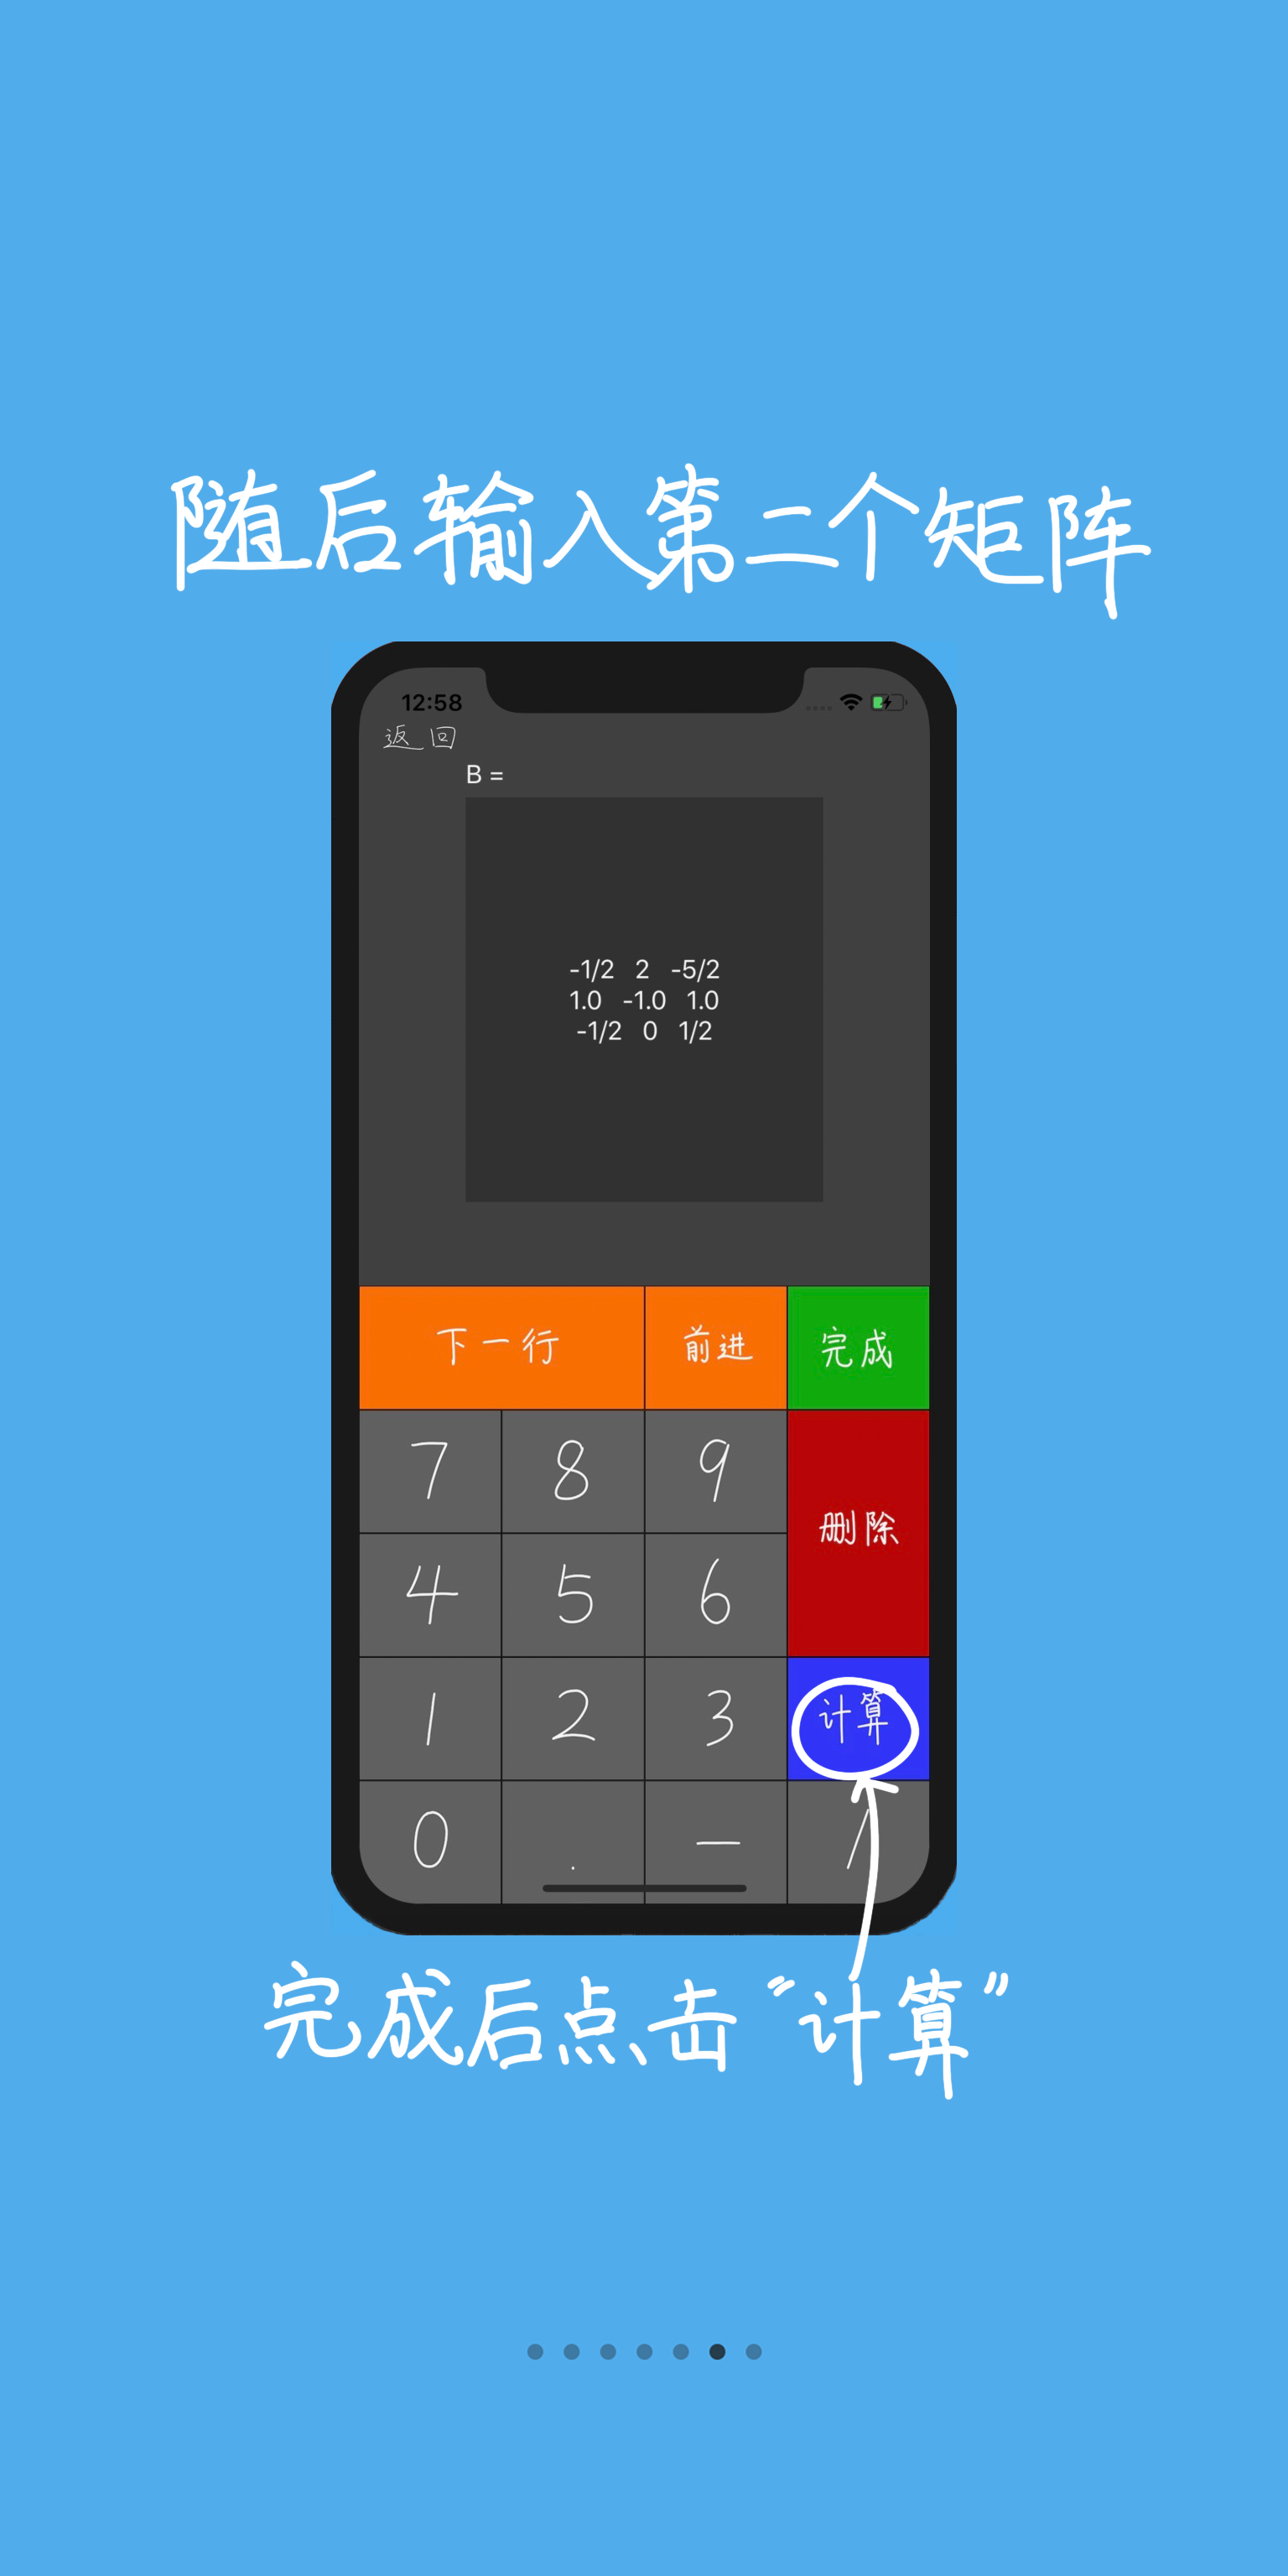 随后输入第二个矩阵
12:58
返回
B =
-1/2 2 -5/2
1.0 -1.0 1.0
-1/2 0 1/2
下一行 前进 完成
7 8 9
删除
4 5 6
1 2 3 计算
0 . - /
完成后点击“计算”